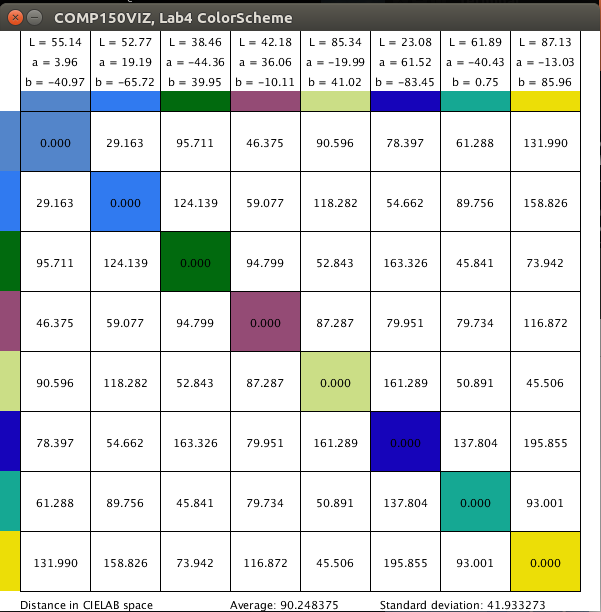 COMP150VIZ, Lab4 ColorScheme
L = 55.14 L = 52.77 L = 38.46 L = 42.18 L = 85.34 L = 23.08 L = 61.89 L = 87.13
a = 3.96 a = 19.19 a = −44.36 a = 36.06 a = −19.99 a = 61.52 a = −40.43 a = −13.03
b = −40.97 b = −65.72 b = 39.95 b = −10.11 b = 41.02 b = −83.45 b = 0.75 b = 85.96
0.000 29.163 95.711 46.375 90.596 78.397 61.288 131.990
29.163 0.000 124.139 59.077 118.282 54.662 89.756 158.826
95.711 124.139 0.000 94.799 52.843 163.326 45.841 73.942
46.375 59.077 94.799 0.000 87.287 79.951 79.734 116.872
90.596 118.282 52.843 87.287 0.000 161.289 50.891 45.506
78.397 54.662 163.326 79.951 161.289 0.000 137.804 195.855
61.288 89.756 45.841 79.734 50.891 137.804 0.000 93.001
131.990 158.826 73.942 116.872 45.506 195.855 93.001 0.000
Distance in CIELAB space Average: 90.248375 Standard deviation: 41.933273